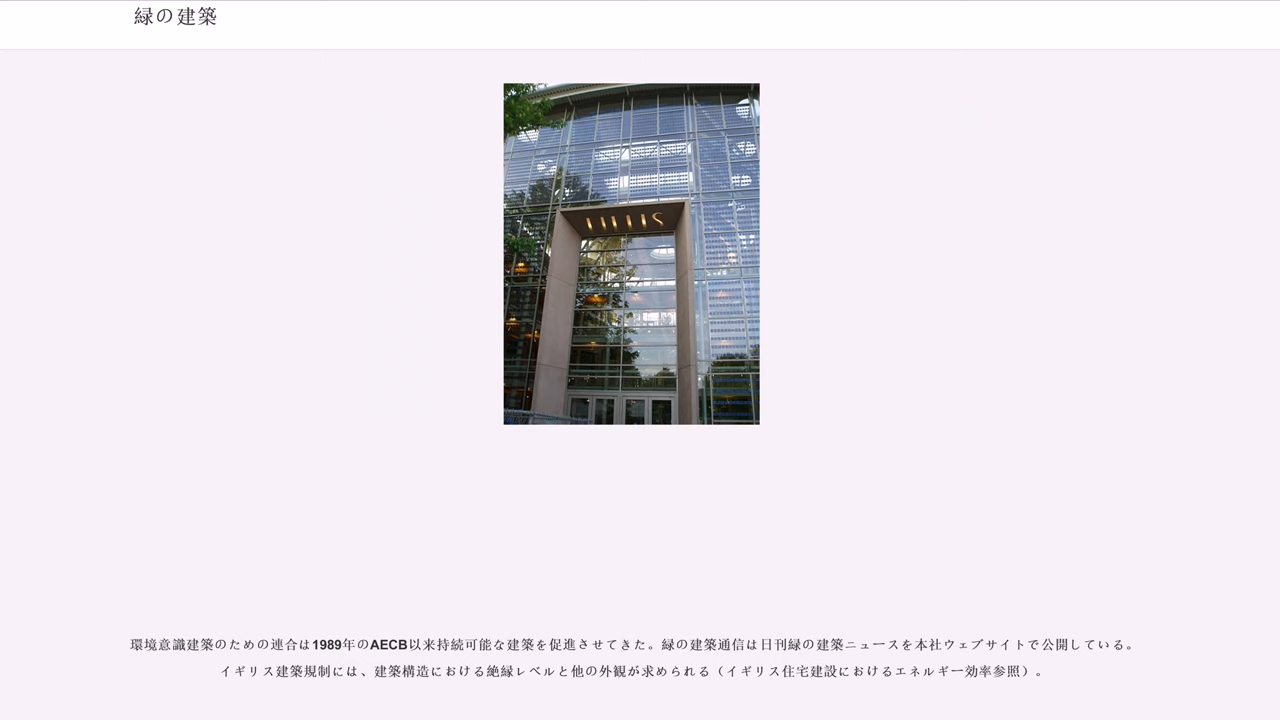 緑の建築
環境意識建築のための連合は1989年のAECB以来持続可能な建築を促進させてきた。緑の建築通信は日刊緑の建築ニュースを本社ウェブサイトで公開している。
イギリス建築規制には、建築構造における絶縁レベルと他の外観が求められる（イギリス住宅建設におけるエネルギー効率参照）。